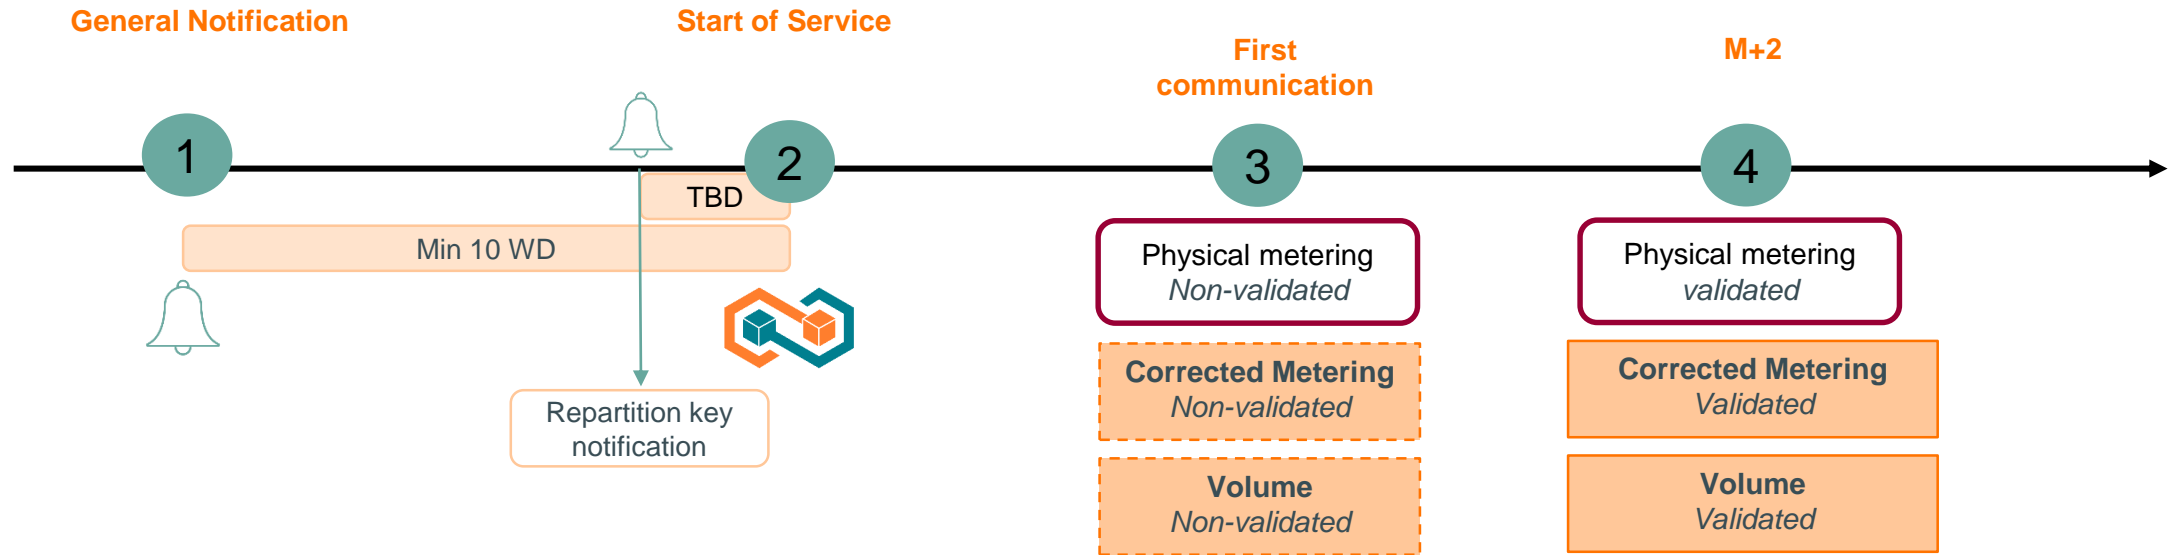 General Notification
Start of Service
First
communication
M+2
1
2
3
4
TBD
Min 10 WD
Repartition key
notification
Physical metering
Non-validated
Corrected Metering
Non-validated
Volume
Non-validated
Physical metering
validated
Corrected Metering
Validated
Volume
Validated